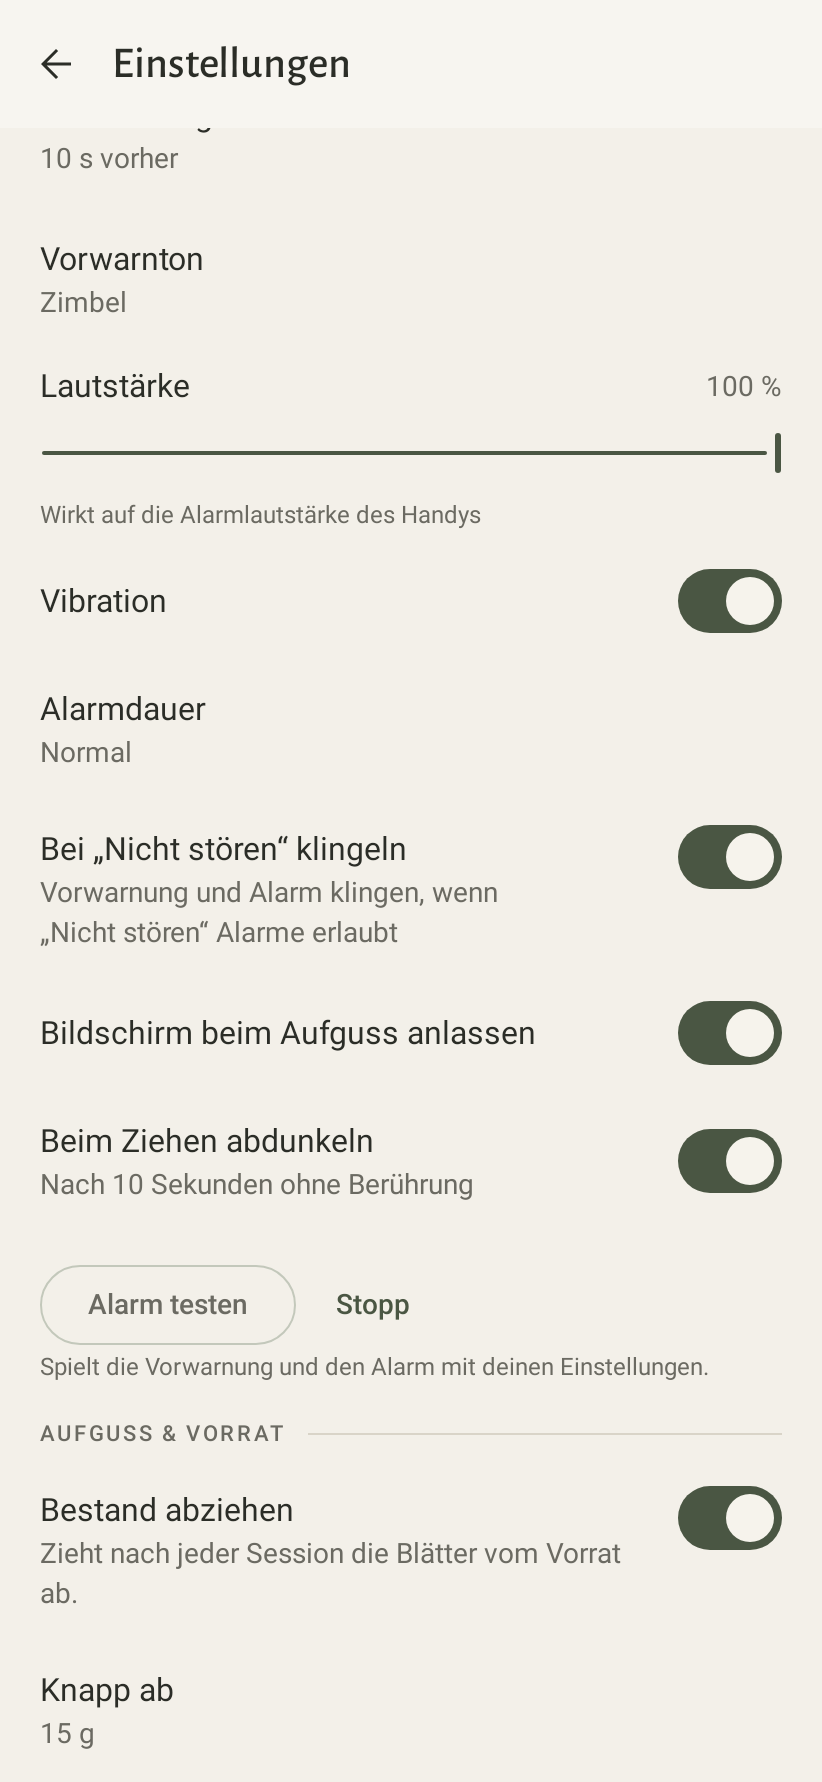 Einstellungen
10 s vorher
Vorwarnton
Zimbel
Lautstärke 100 %
Wirkt auf die Alarmlautstärke des Handys
Vibration
Alarmdauer
Normal
Bei „Nicht stören“ klingeln
Vorwarnung und Alarm klingen, wenn
„Nicht stören“ Alarme erlaubt
Bildschirm beim Aufguss anlassen
Beim Ziehen abdunkeln
Nach 10 Sekunden ohne Berührung
Alarm testen Stopp
Spielt die Vorwarnung und den Alarm mit deinen Einstellungen.
AUFGUSS & VORRAT
Bestand abziehen
Zieht nach jeder Session die Blätter vom Vorrat
ab.
Knapp ab
15 g